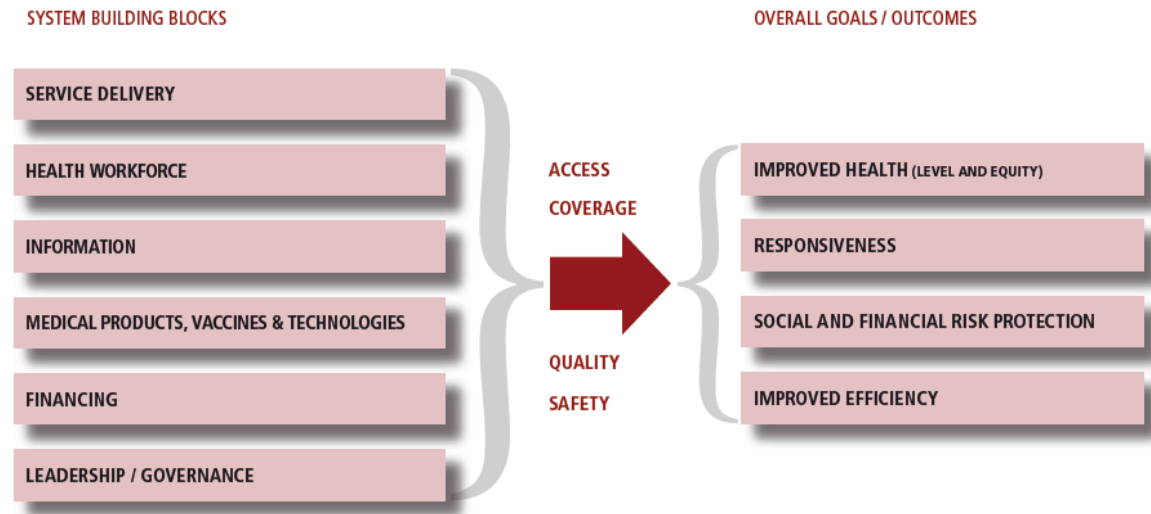 SYSTEM BUILDING BLOCKS
SERVICE DELIVERY
HEALTH WORKFORCE
INFORMATION
MEDICAL PRODUCTS, VACCINES & TECHNOLOGIES
FINANCING
LEADERSHIP / GOVERNANCE
ACCESS
COVERAGE
QUALITY
SAFETY
OVERALL GOALS / OUTCOMES
IMPROVED HEALTH (LEVEL AND EQUITY)
RESPONSIVENESS
SOCIAL AND FINANCIAL RISK PROTECTION
IMPROVED EFFICIENCY